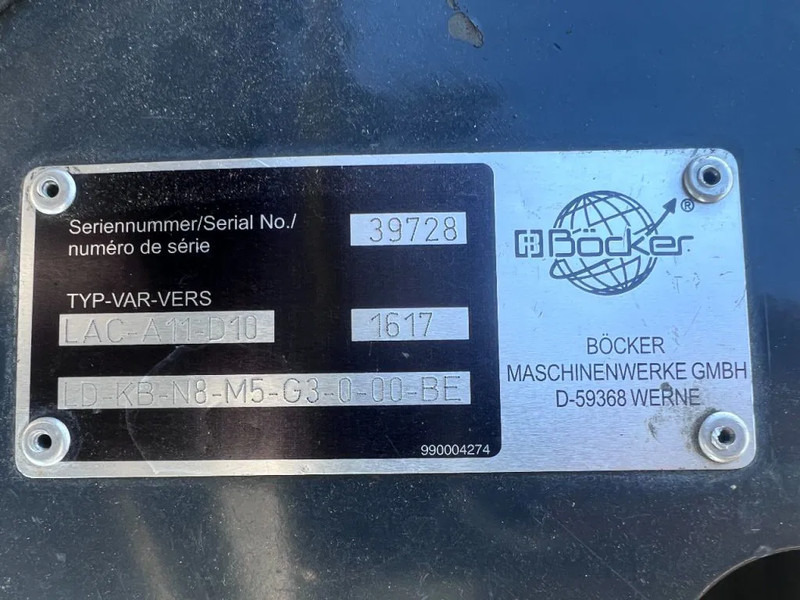 Seriennummer/Serial No./ 39728
numéro de série
TYP-VAR-VERS
LAC-A11-D10 1617
LD-KB-N8-M5-G3-0-00-BE
990004274
Böcker®
BÖCKER
MASCHINENWERKE GMBH
D-59368 WERNE